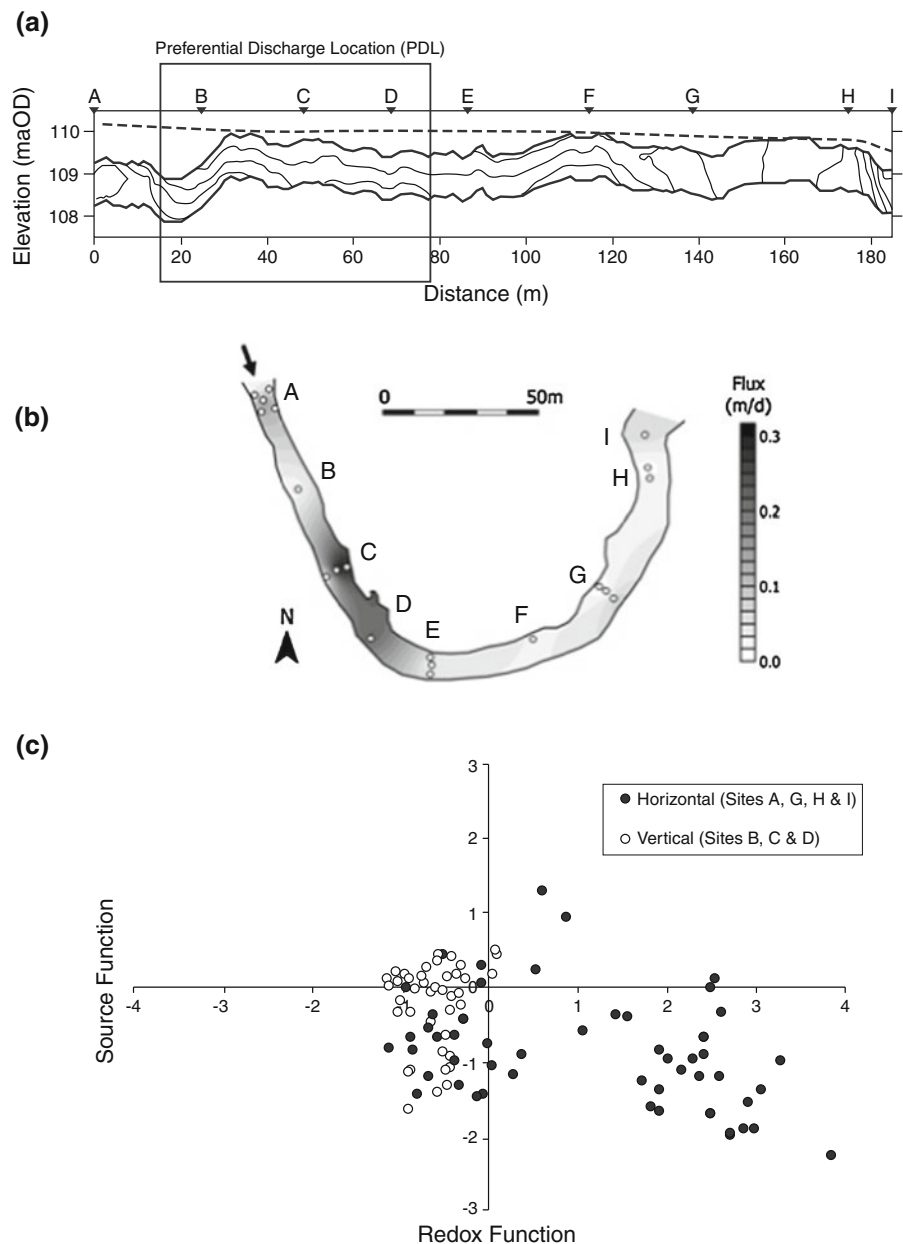 (a)
Preferential Discharge Location (PDL)
A B C D E F G H I
Elevation (maOD)
110
109
108
0 20 40 60 80 100 120 140 160 180
Distance (m)
(b)
A
B
C
D
E
F
G
H
I
N
0 50m
Flux
(m/d)
0.3
0.2
0.1
0.0
(c)
Source Function
3
2
1
0
-1
-2
-3
-4 -3 -2 -1 0 1 2 3 4
Horizontal (Sites A, G, H & I)
Vertical (Sites B, C & D)
Redox Function